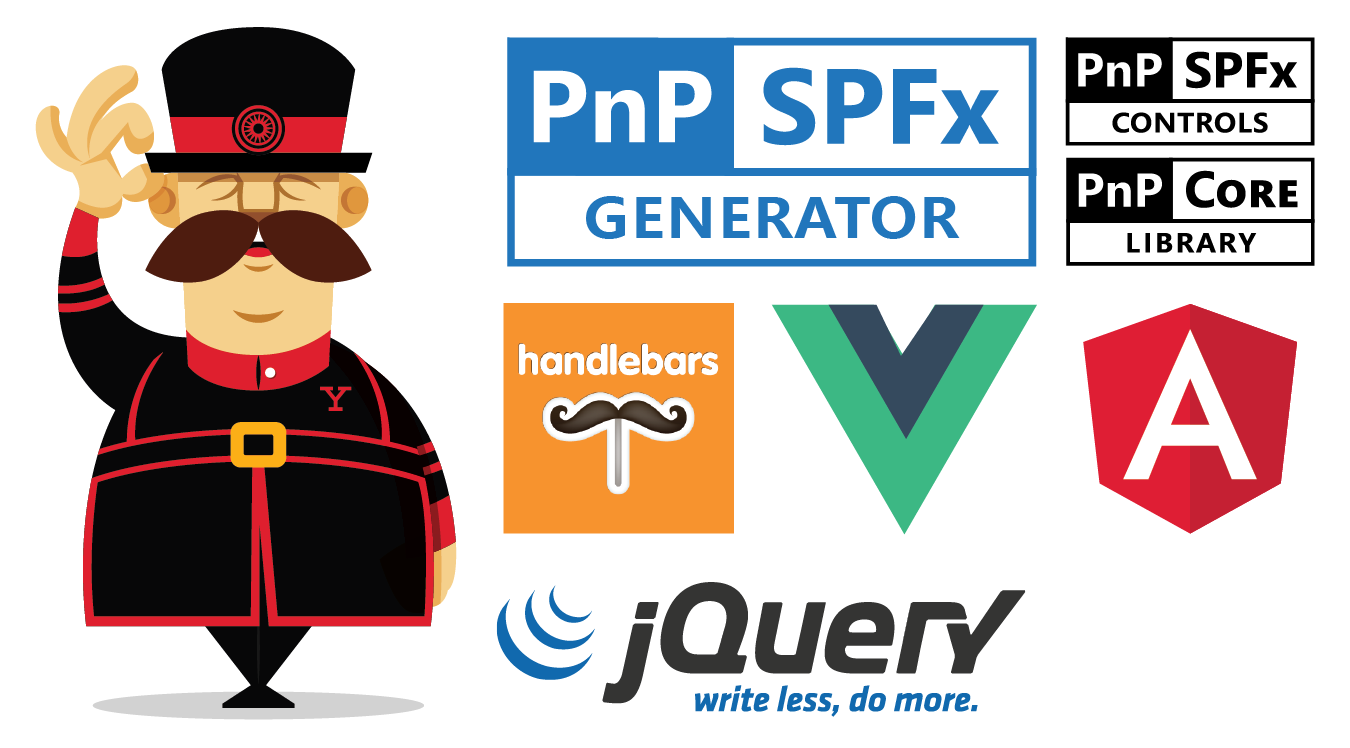 PnP SPFx
GENERATOR
PnP SPFx
CONTROLS
PnP CORE
LIBRARY
Y
handlebars
A
jQuery
write less, do more.